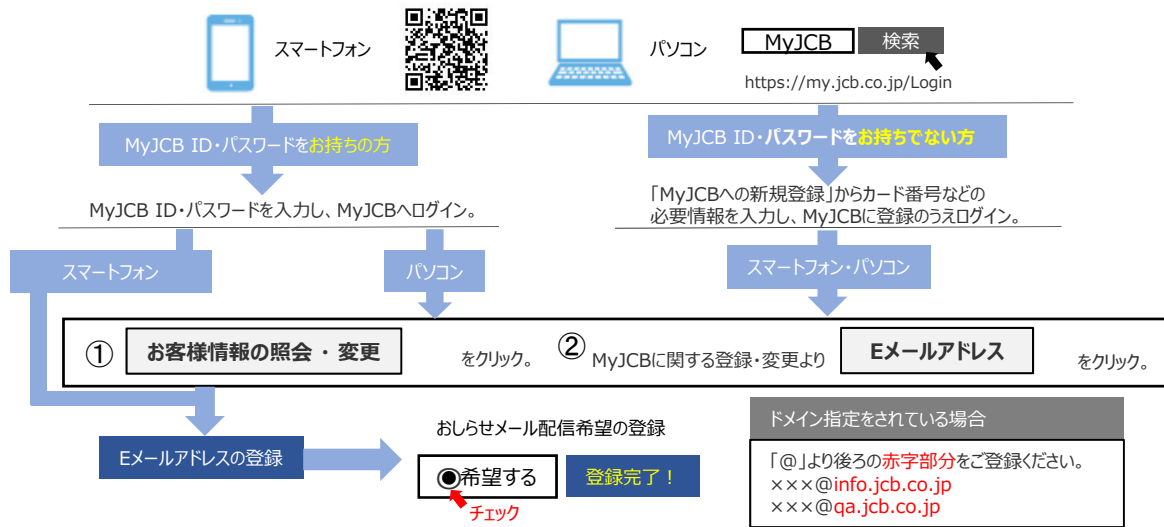 スマートフォン
パソコン
MyJCB 検索
https://my.jcb.co.jp/Login
MyJCB ID・パスワードをお持ちの方
MyJCB ID・パスワードをお持ちでない方
MyJCB ID・パスワードを入力し、MyJCBへログイン。
「MyJCBへの新規登録」からカード番号などの
必要情報を入力し、MyJCBに登録のうえログイン。
スマートフォン
パソコン
スマートフォン・パソコン
① お客様情報の照会 ・ 変更 をクリック。 ② MyJCBに関する登録・変更より Eメールアドレス をクリック。
Eメールアドレスの登録
おしらせメール配信希望の登録
◉希望する
チェック
登録完了！
ドメイン指定をされている場合
「@」より後ろの赤字部分をご登録ください。
×××@info.jcb.co.jp
×××@qa.jcb.co.jp